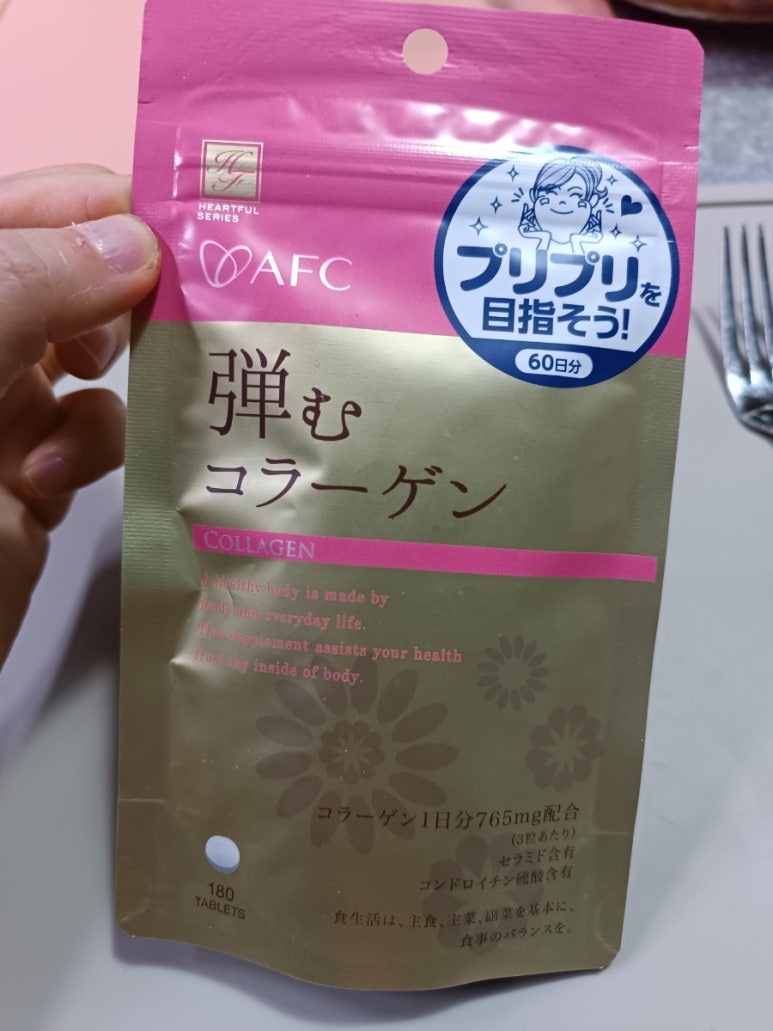 HF
HEARTFUL
SERIES
AFC
プリプリを
目指そう!
60日分
弾む
コラーゲン
COLLAGEN
A healthy body is made by
foods and everyday life.
The supplement assists your health
from the inside of body.
コラーゲン1日分765mg配合
(3粒あたり)
セラミド含有
コンドロイチン硫酸含有
180
TABLETS
食生活は、主食、主菜、副菜を基本に、
食事のバランスを。